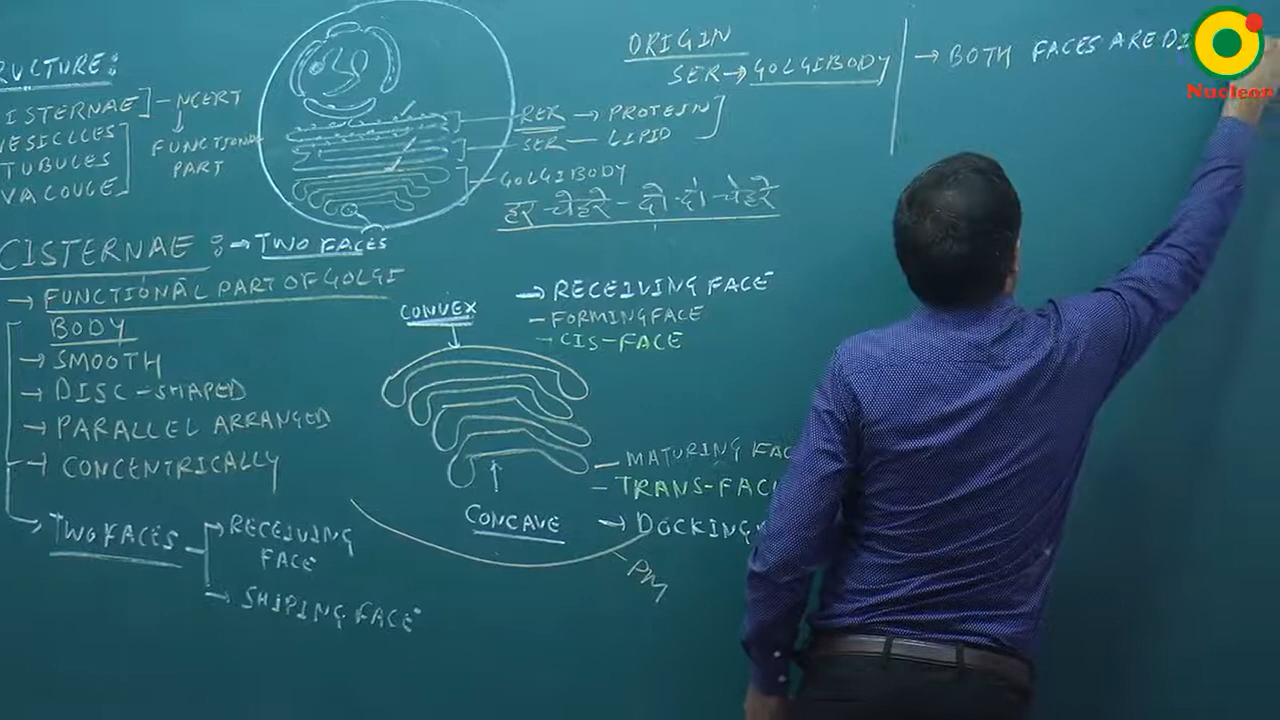 RUCTURE:
ISTERNAE] - NCERT
VESICLLES
TUBULES
VACOUGE
FUNCTIONAL
PART
RER → PROTEIN
SER — LIPID
GOLGIBODY
हर-चेहरे-दो-दो-चेहरे
ORIGIN
SER → GOLGIBODY
→ BOTH FACES ARE DI
Nucleon
CISTERNAE :→ TWO FACES
→ FUNCTIONAL PART OF GOLGI
BODY
→ SMOOTH
→ DISC-SHAPED
→ PARALLEL ARRANGED
→ CONCENTRICALLY
→ TWO FACES
→ RECEIVING
FACE
→ SHIPING FACE
CONVEX
→ RECEIVING FACE
- FORMING FACE
- CIS-FACE
CONCAVE
— MATURING FAC
- TRANS-FAC
→ DOCKING
PM